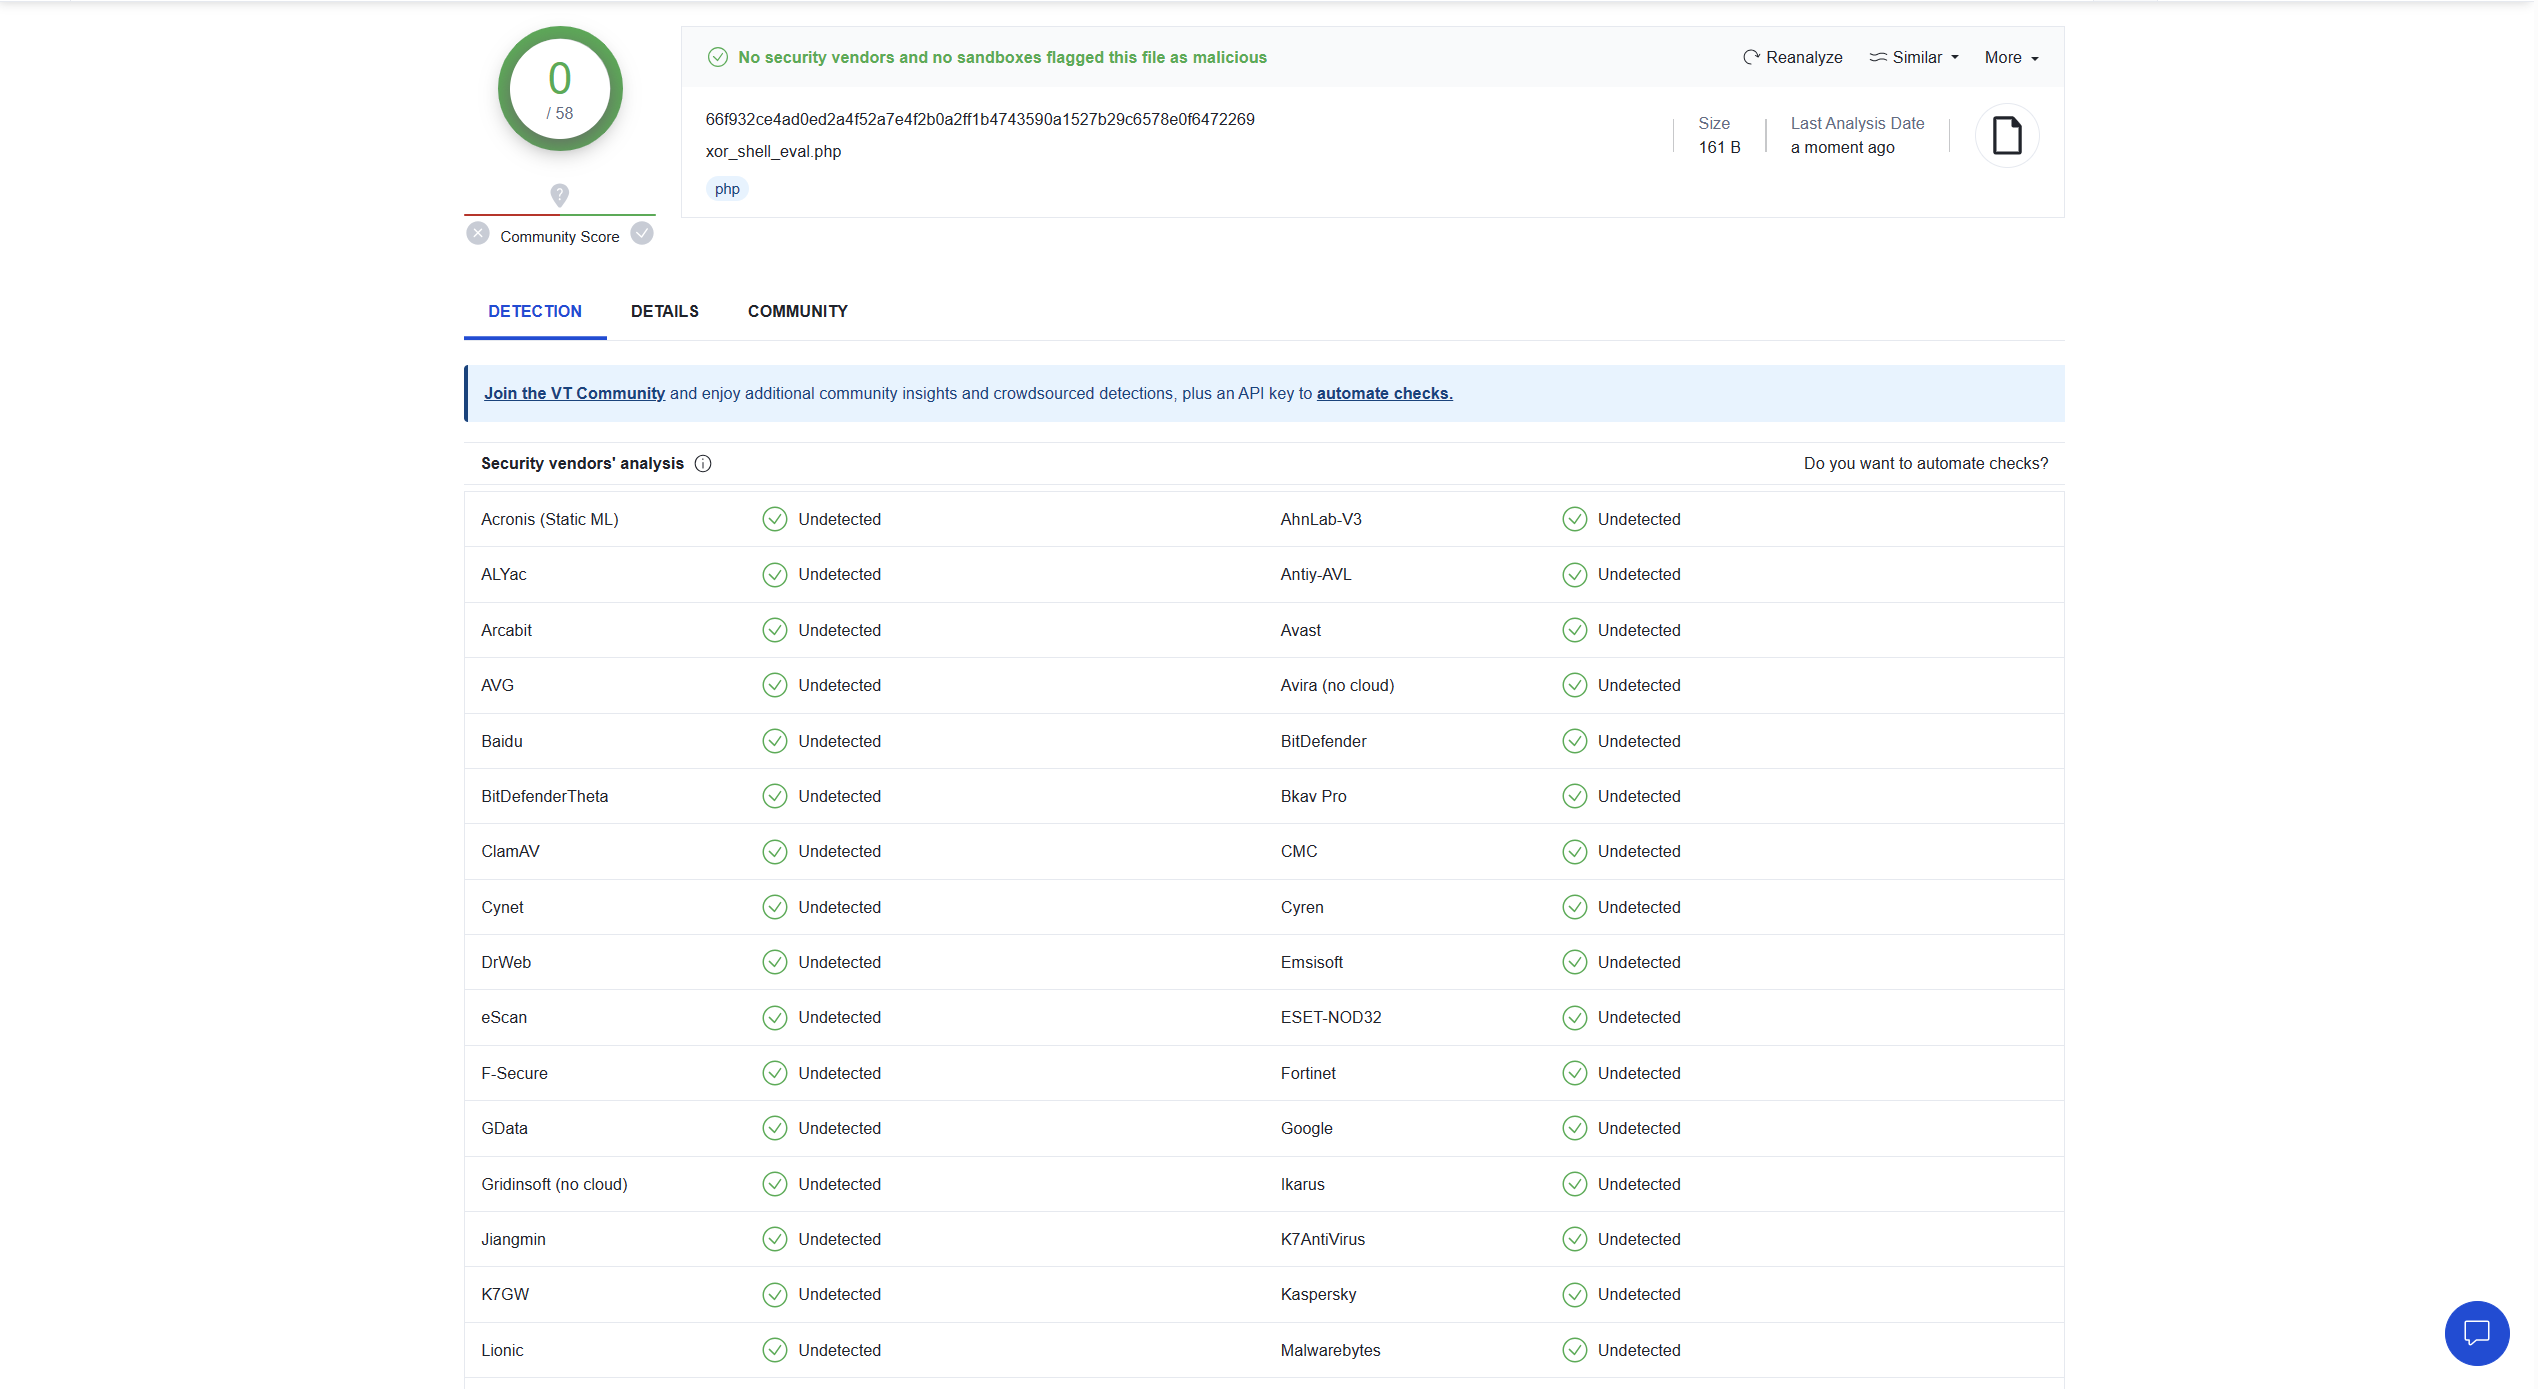 0
/ 58
Community Score
No security vendors and no sandboxes flagged this file as malicious
Reanalyze Similar More
66f932ce4ad0ed2a4f52a7e4f2b0a2ff1b4743590a1527b29c6578e0f6472269
xor_shell_eval.php
php
Size
161 B
Last Analysis Date
a moment ago
DETECTION DETAILS COMMUNITY
Join the VT Community and enjoy additional community insights and crowdsourced detections, plus an API key to automate checks.
Security vendors' analysis Do you want to automate checks?
Acronis (Static ML) Undetected AhnLab-V3 Undetected
ALYac Undetected Antiy-AVL Undetected
Arcabit Undetected Avast Undetected
AVG Undetected Avira (no cloud) Undetected
Baidu Undetected BitDefender Undetected
BitDefenderTheta Undetected Bkav Pro Undetected
ClamAV Undetected CMC Undetected
Cynet Undetected Cyren Undetected
DrWeb Undetected Emsisoft Undetected
eScan Undetected ESET-NOD32 Undetected
F-Secure Undetected Fortinet Undetected
GData Undetected Google Undetected
Gridinsoft (no cloud) Undetected Ikarus Undetected
Jiangmin Undetected K7AntiVirus Undetected
K7GW Undetected Kaspersky Undetected
Lionic Undetected Malwarebytes Undetected